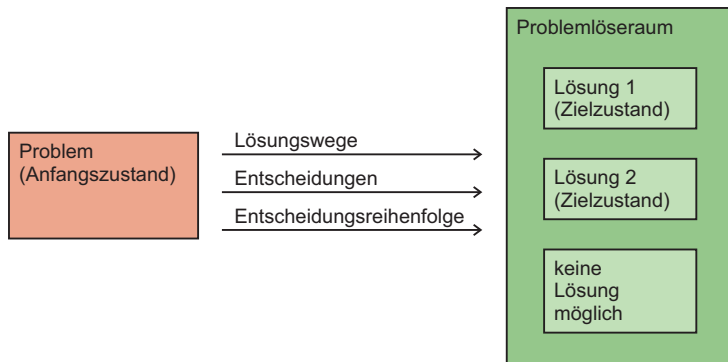 Problem
(Anfangszustand)
Lösungswege
Entscheidungen
Entscheidungsreihenfolge
Problemlöseraum
Lösung 1
(Zielzustand)
Lösung 2
(Zielzustand)
keine
Lösung
möglich